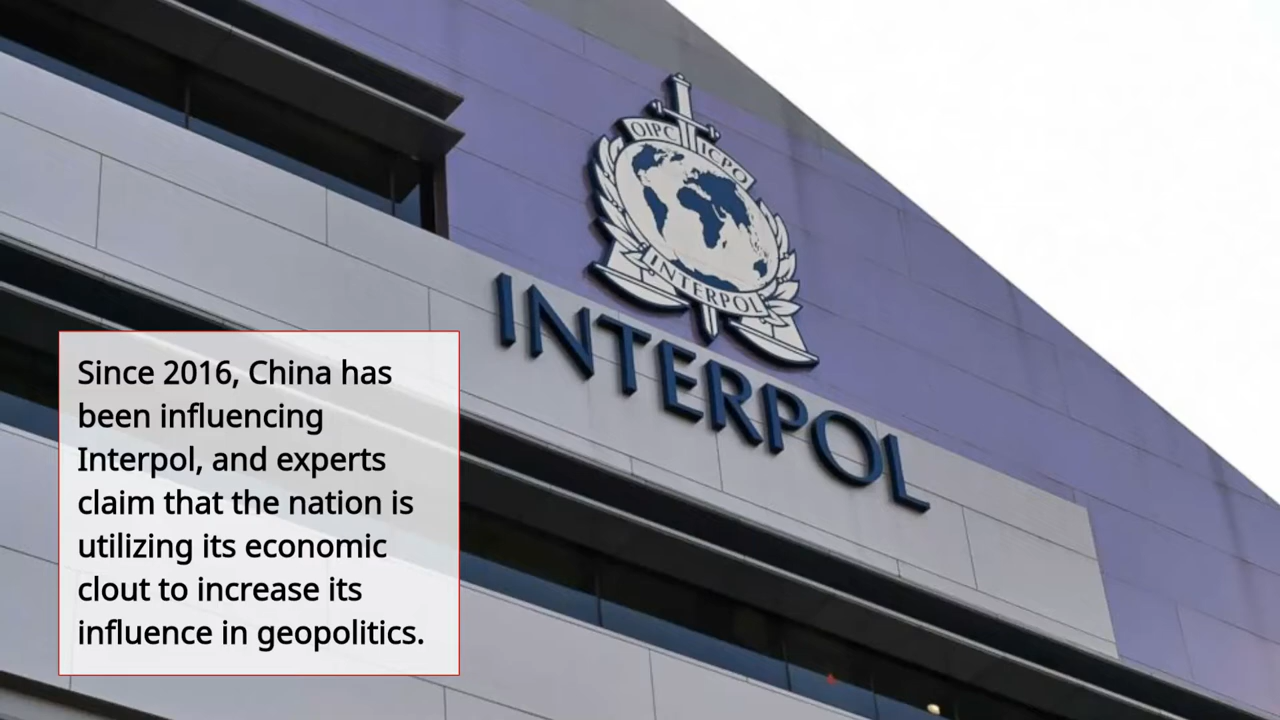 OIPC ICPO
INTERPOL
INTERPOL
Since 2016, China has
been influencing
Interpol, and experts
claim that the nation is
utilizing its economic
clout to increase its
influence in geopolitics.